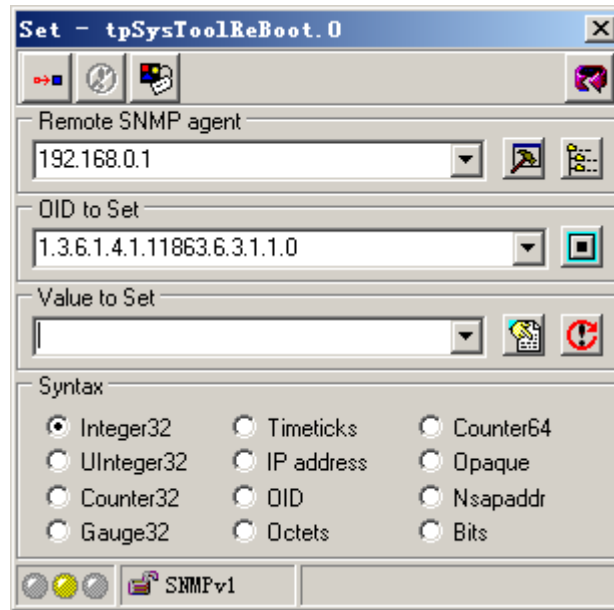 Set - tpSysToolReBoot.0
Remote SNMP agent
192.168.0.1
OID to Set
1.3.6.1.4.1.11863.6.3.1.1.0
Value to Set
Syntax
Integer32 Timeticks Counter64
UInteger32 IP address Opaque
Counter32 OID Nsapaddr
Gauge32 Octets Bits
SNMPv1